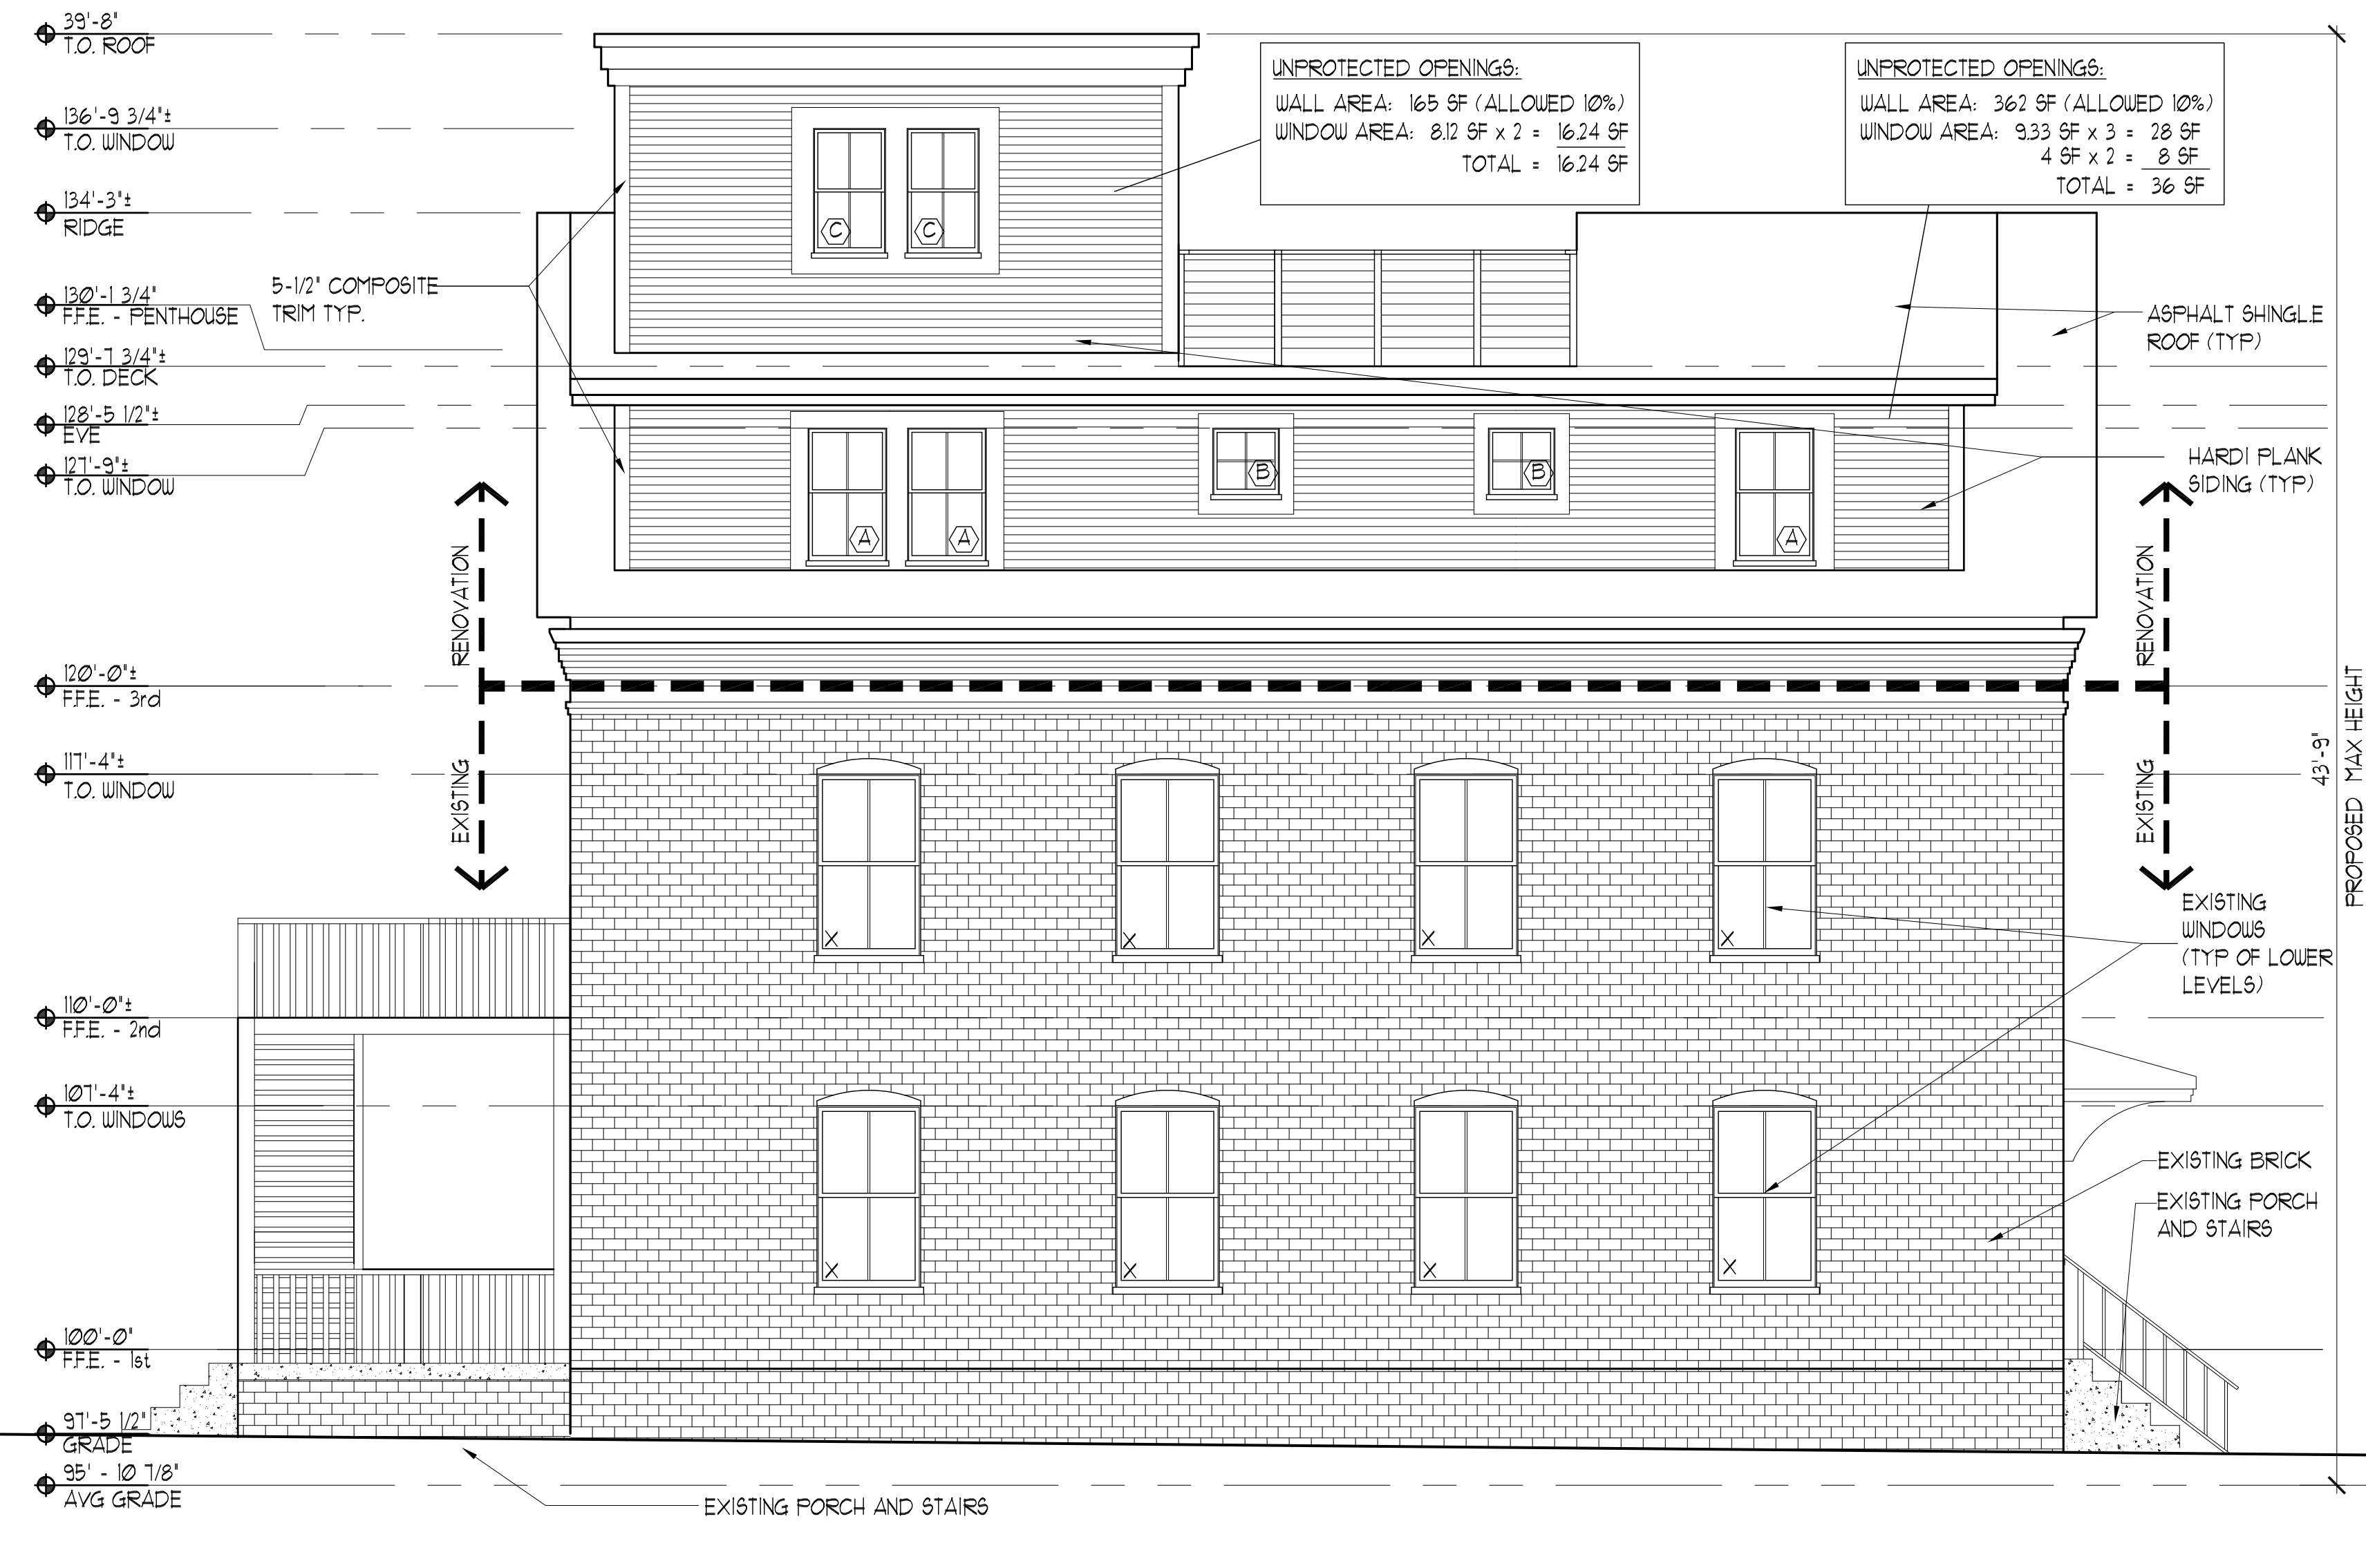 39'-8"
T.O. ROOF
136'-9 3/4"±
T.O. WINDOW
134'-3"±
RIDGE
130'-1 3/4"
F.F.E. - PENTHOUSE
129'-7 3/4"±
T.O. DECK
128'-5 1/2"±
EVE
127'-9"±
T.O. WINDOW
120'-0"±
F.F.E. - 3rd
117'-4"±
T.O. WINDOW
110'-0"±
F.F.E. - 2nd
107'-4"±
T.O. WINDOWS
100'-0"
F.F.E. - 1st
97'-5 1/2"
GRADE
95' - 10 7/8"
AVG GRADE
5-1/2" COMPOSITE
TRIM TYP.
UNPROTECTED OPENINGS:
WALL AREA: 165 SF (ALLOWED 10%)
WINDOW AREA: 8.12 SF x 2 = 16.24 SF
TOTAL = 16.24 SF
UNPROTECTED OPENINGS:
WALL AREA: 362 SF (ALLOWED 10%)
WINDOW AREA: 9.33 SF x 3 = 28 SF
4 SF x 2 = 8 SF
TOTAL = 36 SF
C
C
ASPHALT SHINGLE
ROOF (TYP)
HARDI PLANK
SIDING (TYP)
A
A
B
B
A
RENOVATION
EXISTING
RENOVATION
EXISTING
43'-9"
PROPOSED MAX HEIGHT
X
X
X
X
EXISTING
WINDOWS
(TYP OF LOWER
LEVELS)
X
X
X
X
EXISTING BRICK
EXISTING PORCH
AND STAIRS
EXISTING PORCH AND STAIRS